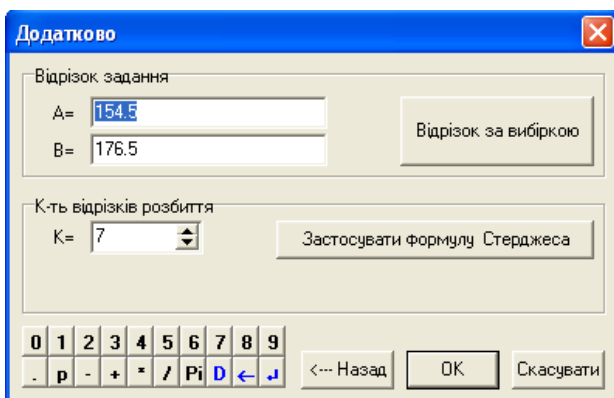 Додатково
Відрізок задання
A= 154.5
B= 176.5
Відрізок за вибіркою
К-ть відрізків розбиття
K= 7
Застосувати формулу Стерджеса
0 1 2 3 4 5 6 7 8 9
. p - + * / Pi D ← ↲
<--- Назад
OK
Скасувати